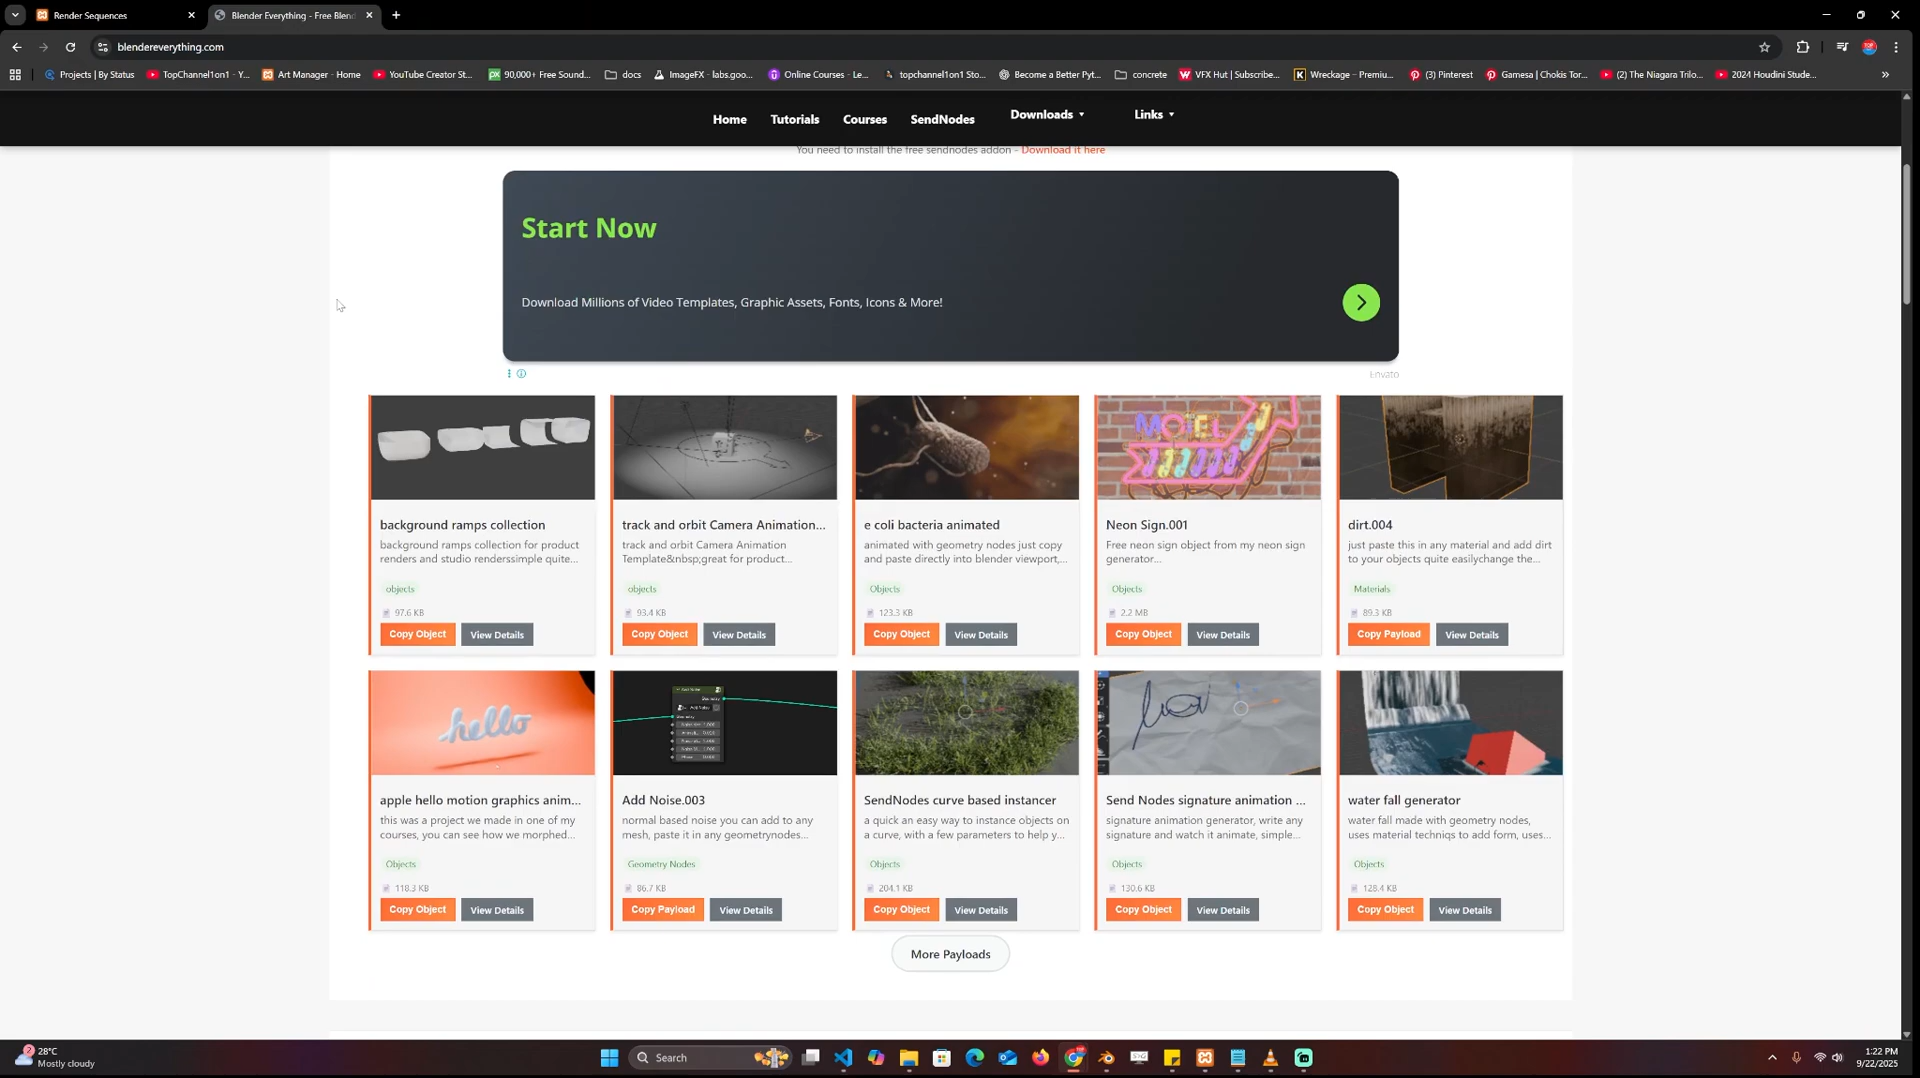 Render Sequences
Blender Everything - Free Blend
blendereverything.com
Projects | By Status
TopChannel1on1 - Y...
Art Manager - Home
YouTube Creator St...
90,000+ Free Sound...
docs
ImageFX - labs.goo...
Online Courses - Le...
topchannel1on1 Sto...
Become a Better Pyt...
concrete
VFX Hut | Subscribe...
Wreckage – Premiu...
(3) Pinterest
Gamesa | Chokis Tor...
(2) The Niagara Trilo...
2024 Houdini Stude...
Home
Tutorials
Courses
SendNodes
Downloads
Links
You need to install the free sendnodes addon - Download it here
Start Now
Download Millions of Video Templates, Graphic Assets, Fonts, Icons & More!
Envato
MOTEL
background ramps collection
background ramps collection for product
renders and studio renderssimple quite...
objects
97.6 KB
Copy Object
View Details
track and orbit Camera Animation...
track and orbit Camera Animation
Template&nbsp;great for product...
objects
93.4 KB
Copy Object
View Details
e coli bacteria animated
animated with geometry nodes just copy
and paste directly into blender viewport,...
Objects
123.3 KB
Copy Object
View Details
Neon Sign.001
Free neon sign object from my neon sign
generator...
Objects
2.2 MB
Copy Object
View Details
dirt.004
just paste this in any material and add dirt
to your objects quite easilychange the...
Materials
89.3 KB
Copy Payload
View Details
hello
apple hello motion graphics anim...
this was a project we made in one of my
courses, you can see how we morphed...
Objects
118.3 KB
Copy Object
View Details
Add Noise
Geometry
Add Noise
Geometry
Add Noise.003
normal based noise you can add to any
mesh, paste it in any geometrynodes...
Geometry Nodes
86.7 KB
Copy Payload
View Details
SendNodes curve based instancer
a quick an easy way to instance objects on
a curve, with a few parameters to help y...
Objects
204.1 KB
Copy Object
View Details
Send Nodes signature animation ...
signature animation generator, write any
signature and watch it animate, simple...
Objects
130.6 KB
Copy Object
View Details
water fall generator
water fall made with geometry nodes,
uses material techniqs to add form, uses...
Objects
128.4 KB
Copy Object
View Details
More Payloads
2
28°C
Mostly cloudy
Search
1:22 PM
9/22/2025